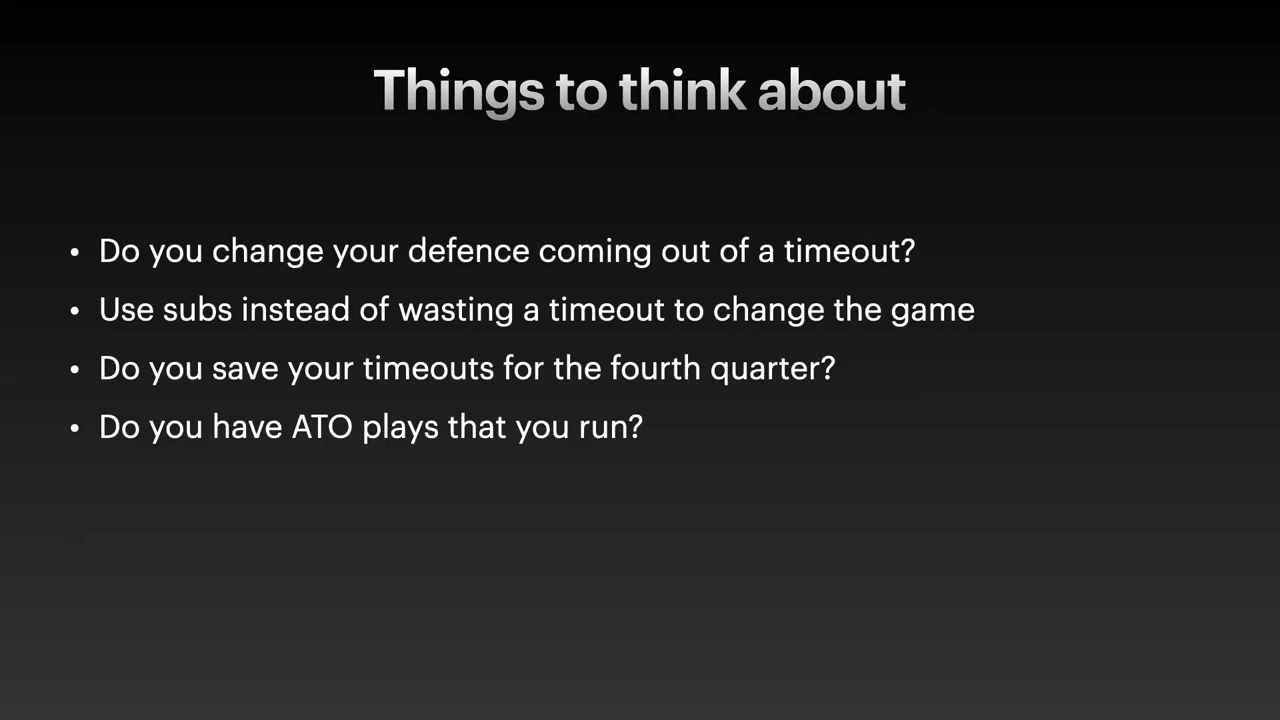 Things to think about
• Do you change your defence coming out of a timeout?
• Use subs instead of wasting a timeout to change the game
• Do you save your timeouts for the fourth quarter?
• Do you have ATO plays that you run?